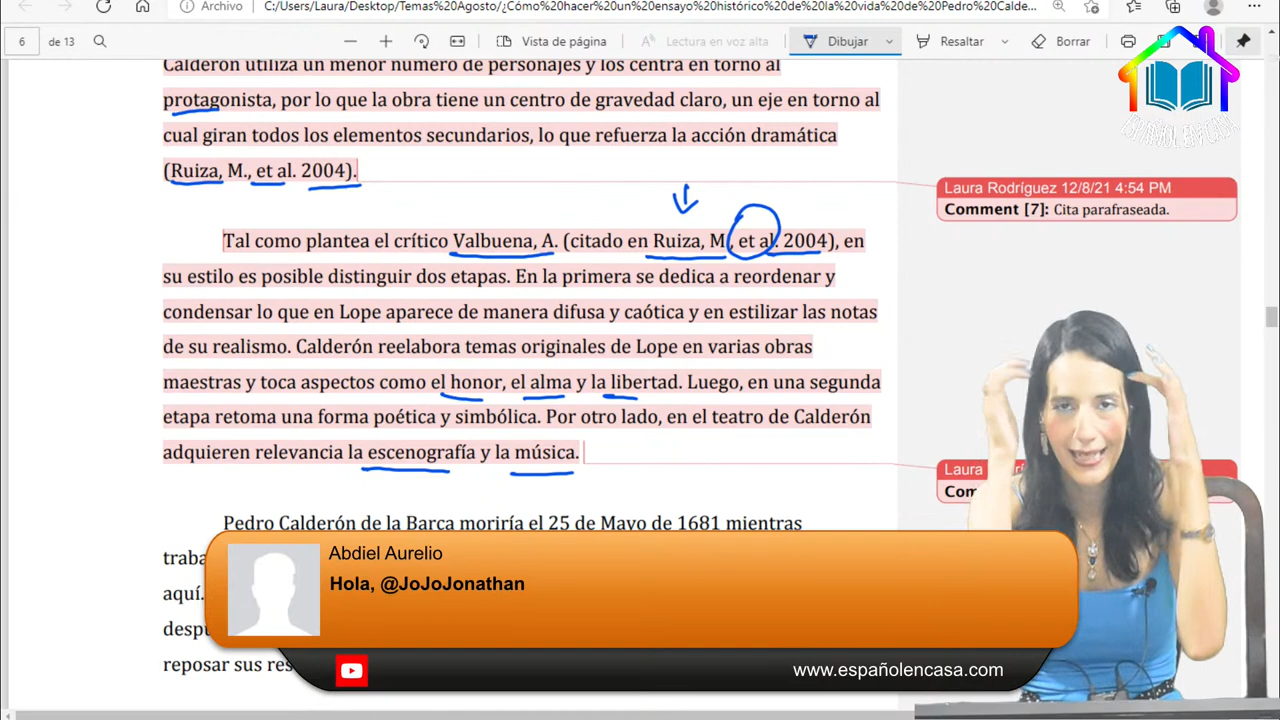 Archivo
C:/Users/Laura/Desktop/Temas%20Agosto/¿Cómo%20hacer%20un%20ensayo%20histórico%20de%20la%20vida%20de%20Pedro%20Calde...
6 de 13
Vista de página
Lectura en voz alta
Dibujar
Resaltar
Borrar
ESPAÑOL EN CASA
Calderón utiliza un menor número de personajes y los centra en torno al
protagonista, por lo que la obra tiene un centro de gravedad claro, un eje en torno al
cual giran todos los elementos secundarios, lo que refuerza la acción dramática
(Ruiza, M., et al. 2004).
Laura Rodríguez 12/8/21 4:54 PM
Comment [7]: Cita parafraseada.
Tal como plantea el crítico Valbuena, A. (citado en Ruiza, M., et al. 2004), en
su estilo es posible distinguir dos etapas. En la primera se dedica a reordenar y
condensar lo que en Lope aparece de manera difusa y caótica y en estilizar las notas
de su realismo. Calderón reelabora temas originales de Lope en varias obras
maestras y toca aspectos como el honor, el alma y la libertad. Luego, en una segunda
etapa retoma una forma poética y simbólica. Por otro lado, en el teatro de Calderón
adquieren relevancia la escenografía y la música.
Laura
Com
Pedro Calderón de la Barca moriría el 25 de Mayo de 1681 mientras
traba
aquí.
despu
reposar sus res
Abdiel Aurelio
Hola, @JoJoJonathan
www.españolencasa.com